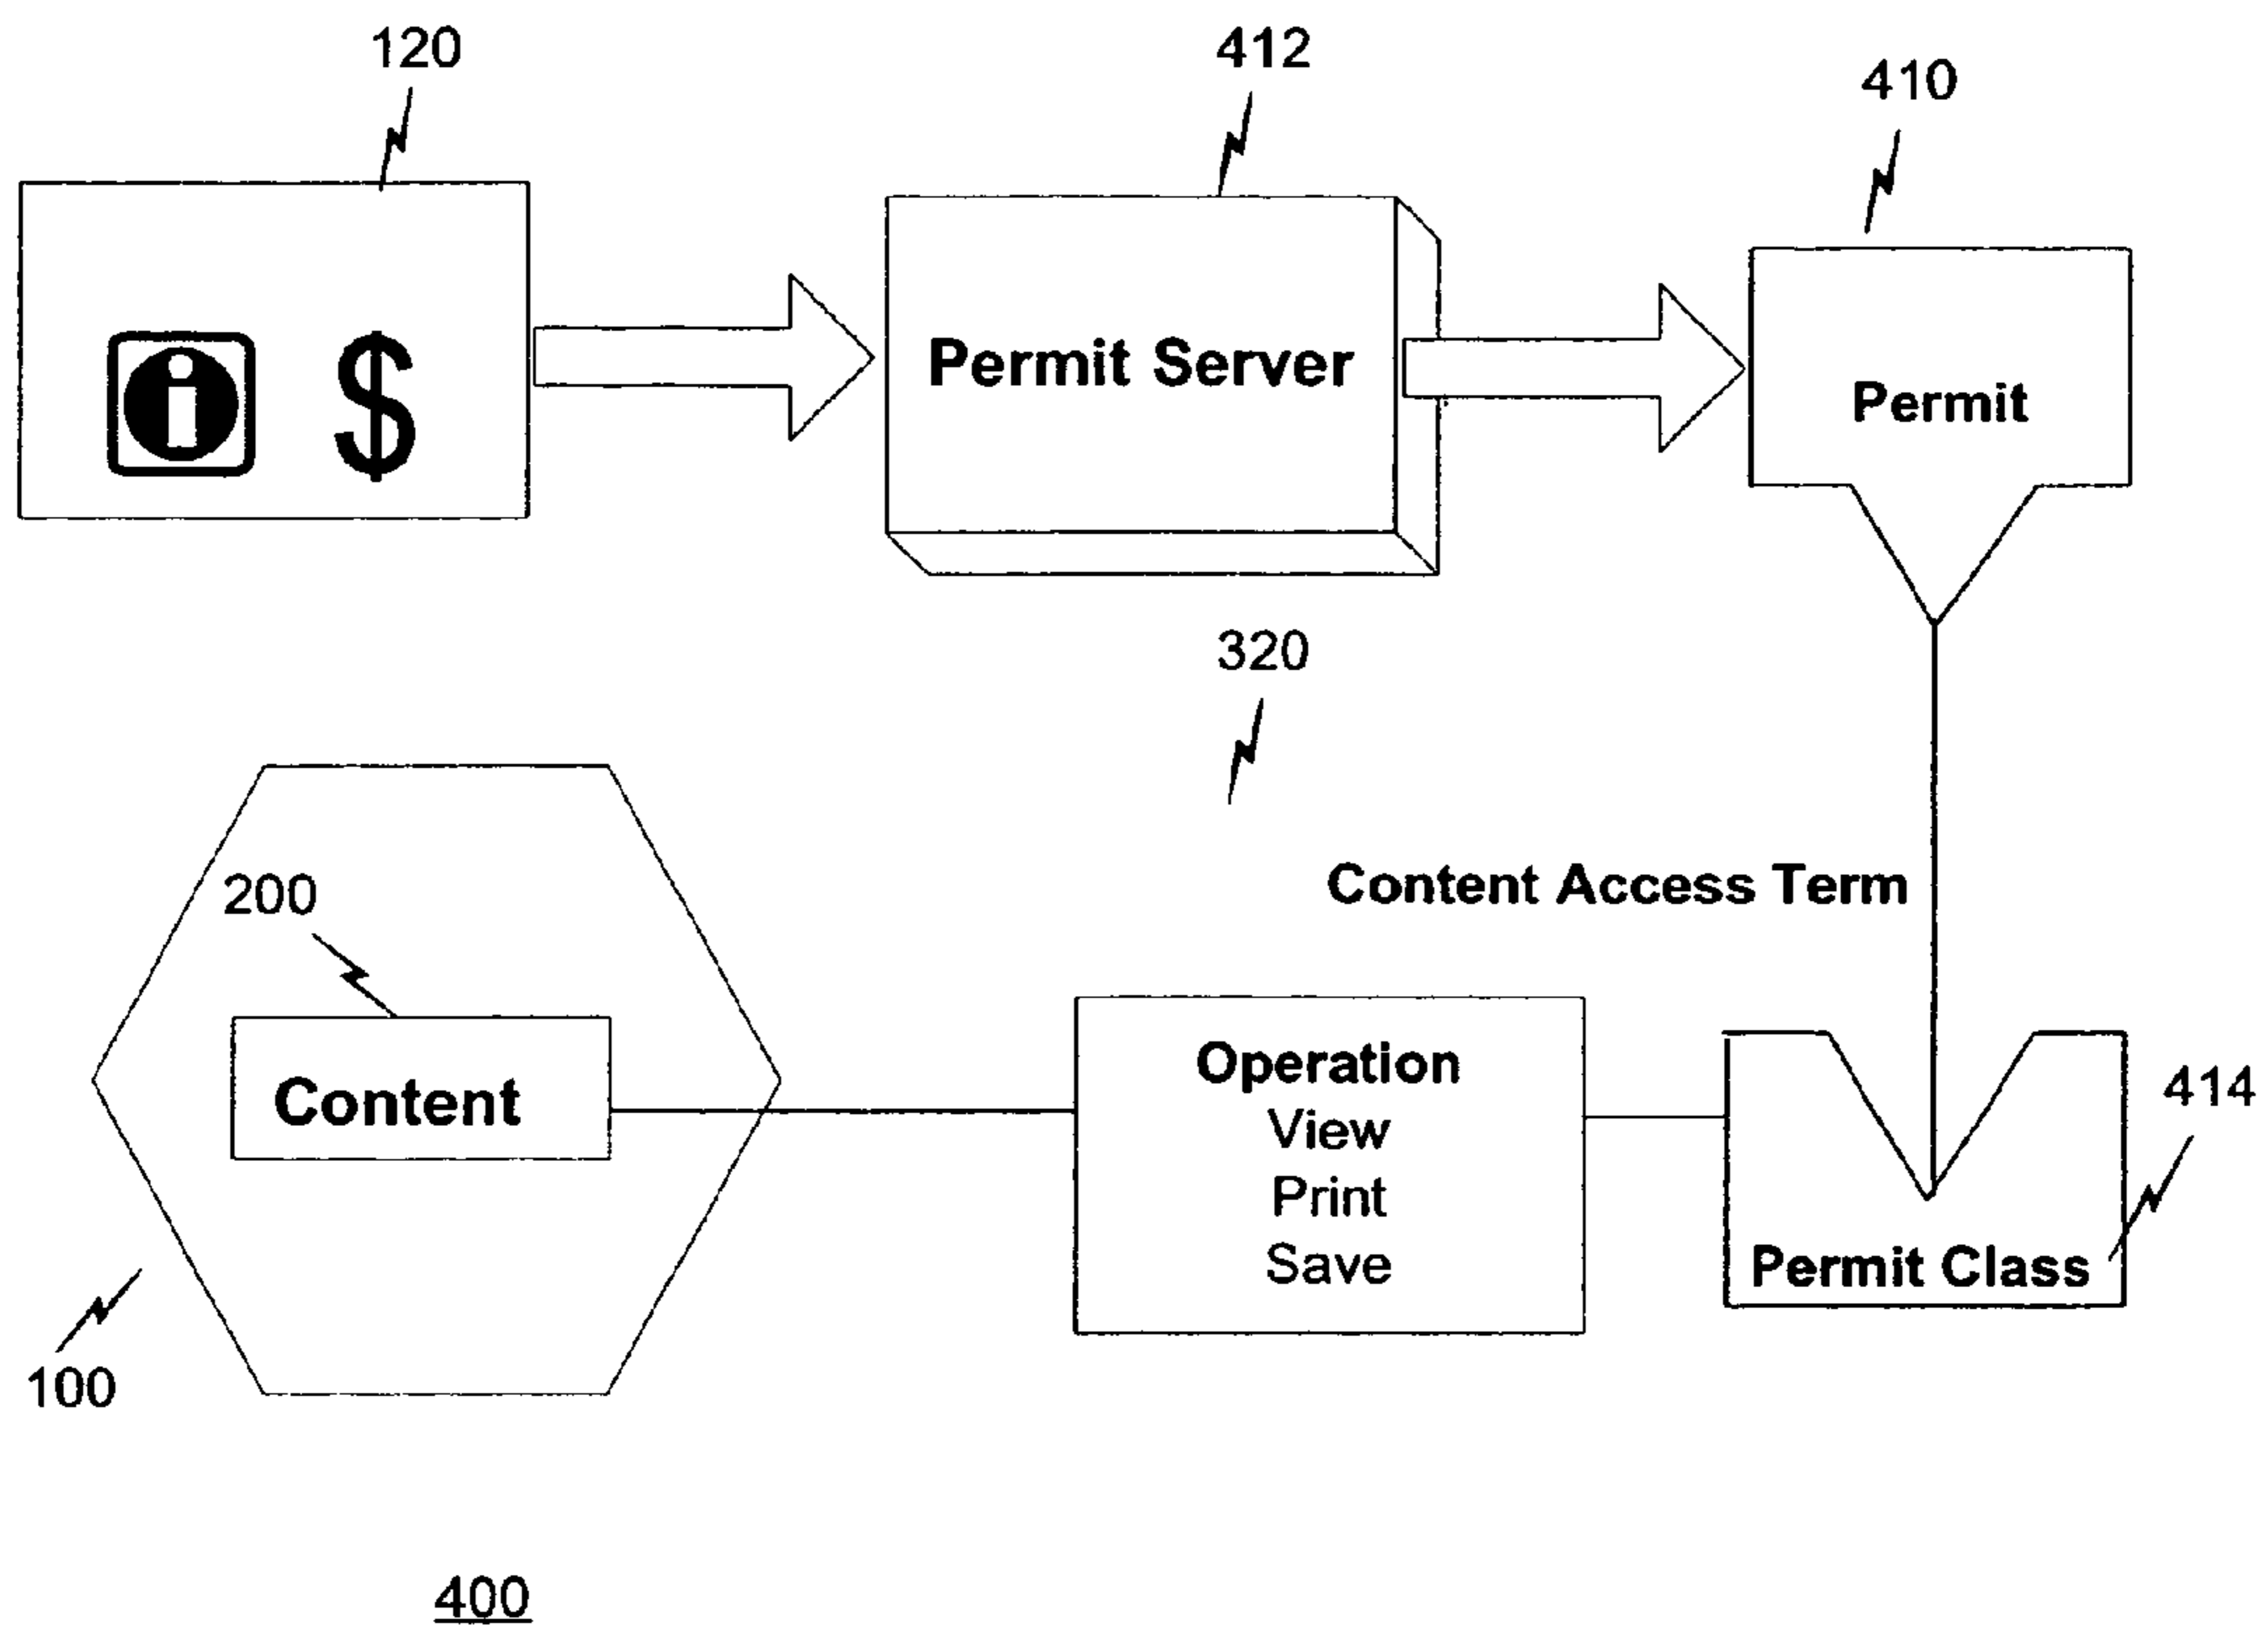 120
412
410
i $
Permit Server
Permit
320
Content Access Term
200
Content
Operation
View
Print
Save
414
Permit Class
100
400